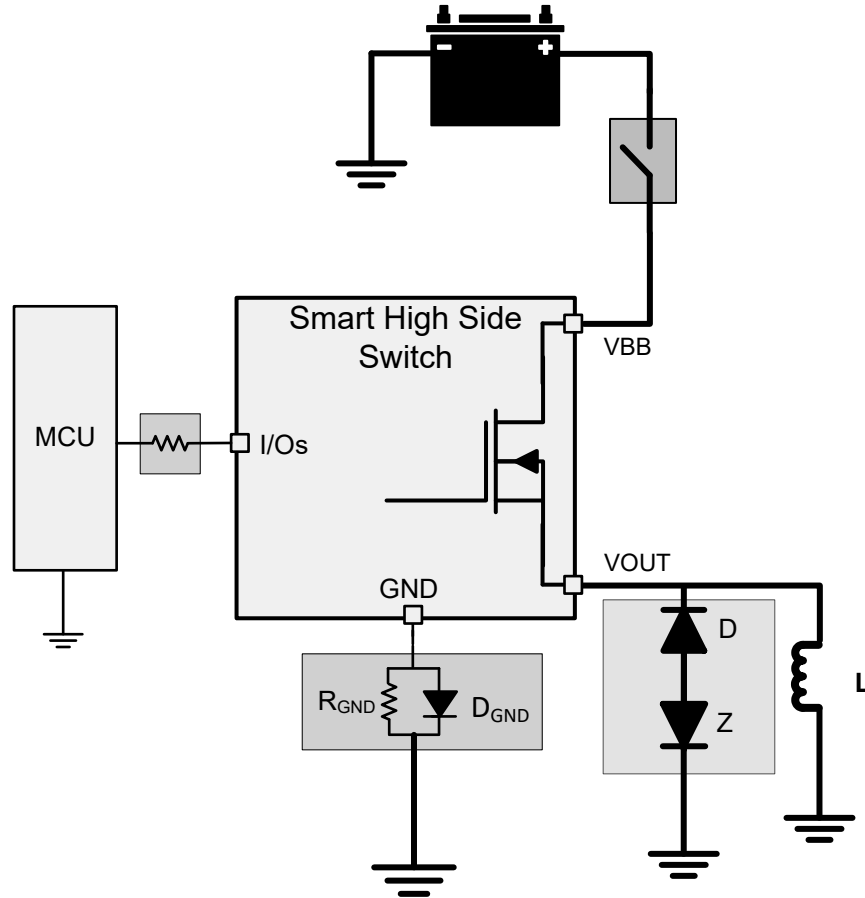 − +
Smart High Side
Switch
VBB
MCU
I/Os
VOUT
GND
D
RGND
DGND
Z
L